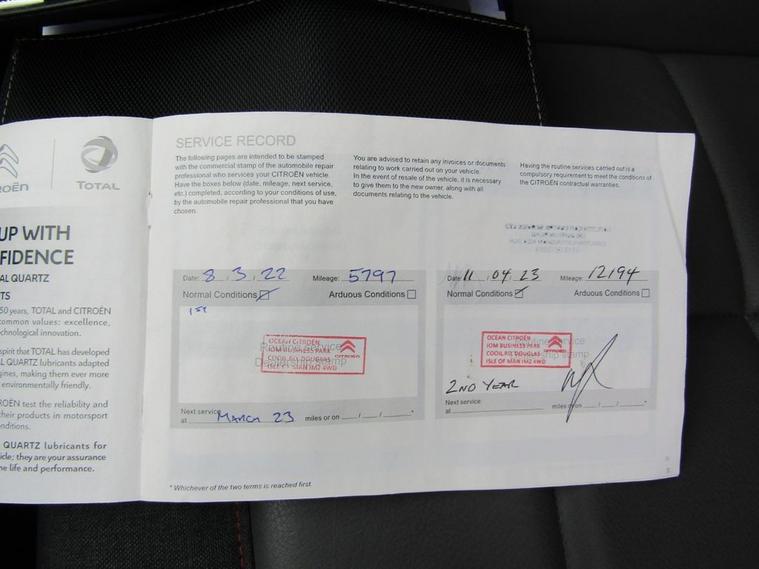 ROËN
TOTAL
UP WITH
FIDENCE
AL QUARTZ
TS
50 years, TOTAL and CITROËN
common values: excellence,
chnological innovation.
spirit that TOTAL has developed
AL QUARTZ lubricants adapted
gines, making them ever more
environmentally friendly.
ROËN test the reliability and
their products in motorsport
nditions.
QUARTZ lubricants for
icle; they are your assurance
he life and performance.
SERVICE RECORD
The following pages are intended to be stamped
with the commercial stamp of the automobile repair
professional who services your CITROËN vehicle.
Have the boxes below (date, mileage, next service,
etc.) completed, according to your conditions of use,
by the automobile repair professional that you have
chosen.
You are advised to retain any invoices or documents
relating to work carried out on your vehicle.
In the event of resale of the vehicle, it is necessary
to give them to the new owner, along with all
documents relating to the vehicle.
Having the routine services carried out is a
compulsory requirement to meet the conditions of
the CITROËN contractual warranties.
Date: 8.3.22 Mileage: 5797
Normal Conditions Arduous Conditions
1st
OCEAN CITROËN
IOM BUSINESS PARK
COOIL RD, DOUGLAS
ISLE OF MAN IM2 4WD
CITROËN
Next service
at MARCH 23 miles or on / / *
Date: 11.04.23 Mileage: 12194
Normal Conditions Arduous Conditions
OCEAN CITROËN
IOM BUSINESS PARK
COOIL RD, DOUGLAS
ISLE OF MAN IM2 4WD
2ND YEAR
Next service
at miles or on / / *
* Whichever of the two terms is reached first